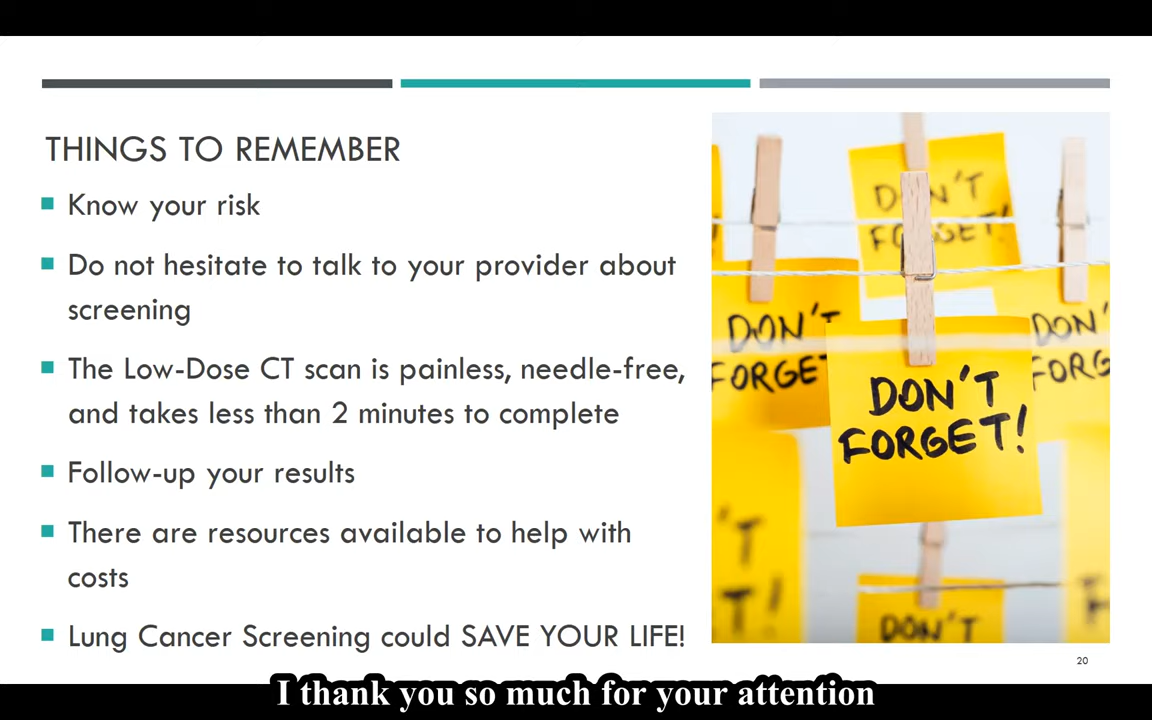 THINGS TO REMEMBER
Know your risk
Do not hesitate to talk to your provider about
screening
The Low-Dose CT scan is painless, needle-free,
and takes less than 2 minutes to complete
Follow-up your results
There are resources available to help with
costs
Lung Cancer Screening could SAVE YOUR LIFE!
DON'T
FORGET!
DON'T
FORGET
DON'T
FORGET!
DON'T
FORG
DON'T
20
I thank you so much for your attention